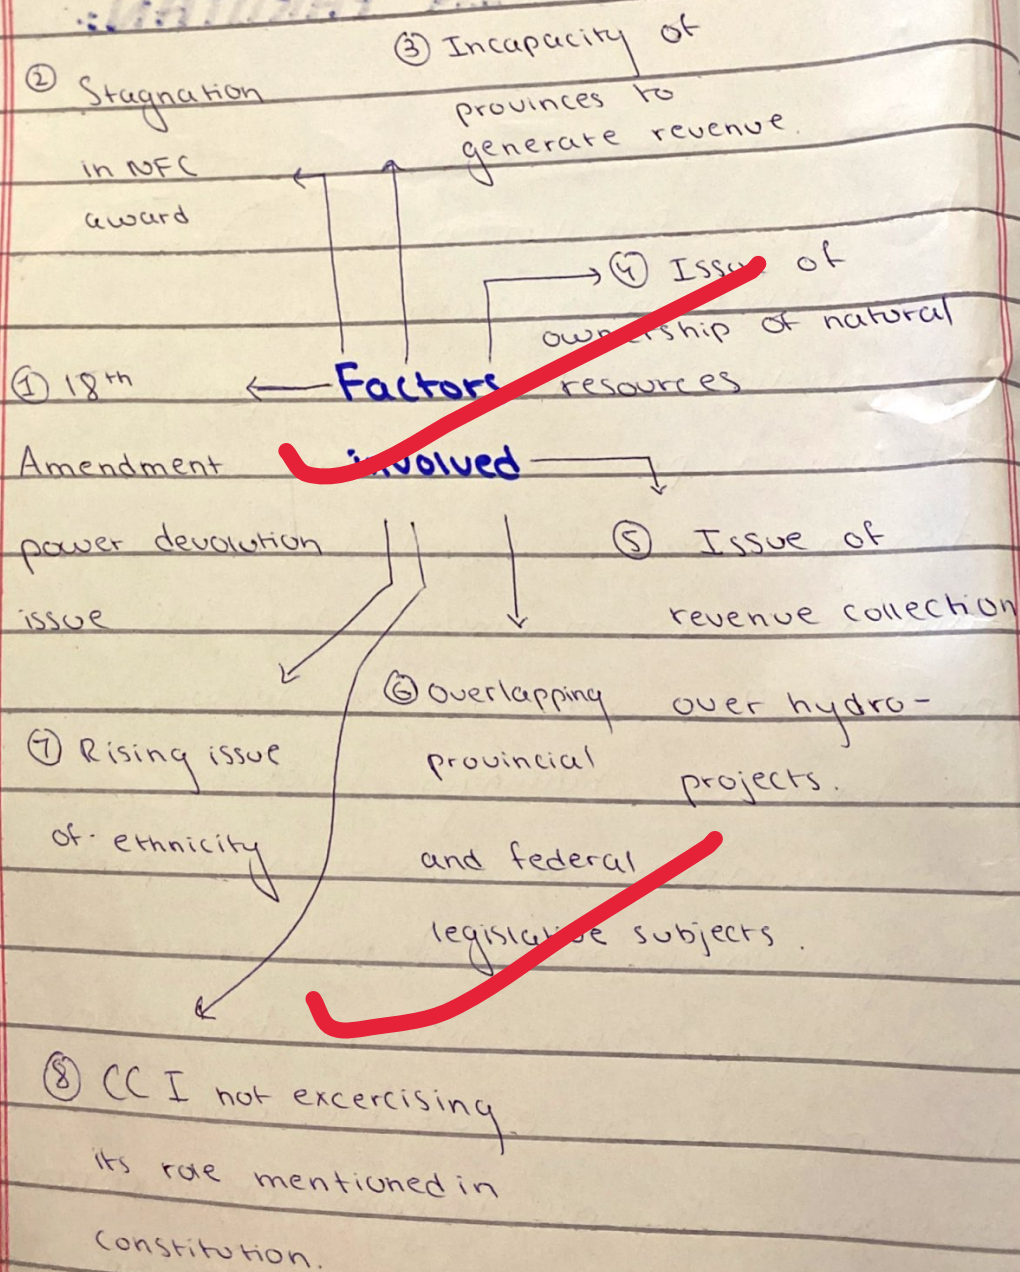 ② Stagnation
in NFC
award
③ Incapacity of
provinces to
generate revenue.
④ Issue of
ownership of natural
resources
① 18th
Amendment
power devolution
issue
Factors
involved
⑤ Issue of
revenue collection
over hydro-
projects.
⑥ Overlapping
provincial
and federal
legislative subjects.
⑦ Rising issue
of ethnicity
⑧ CCI not excercising
its role mentioned in
constitution.